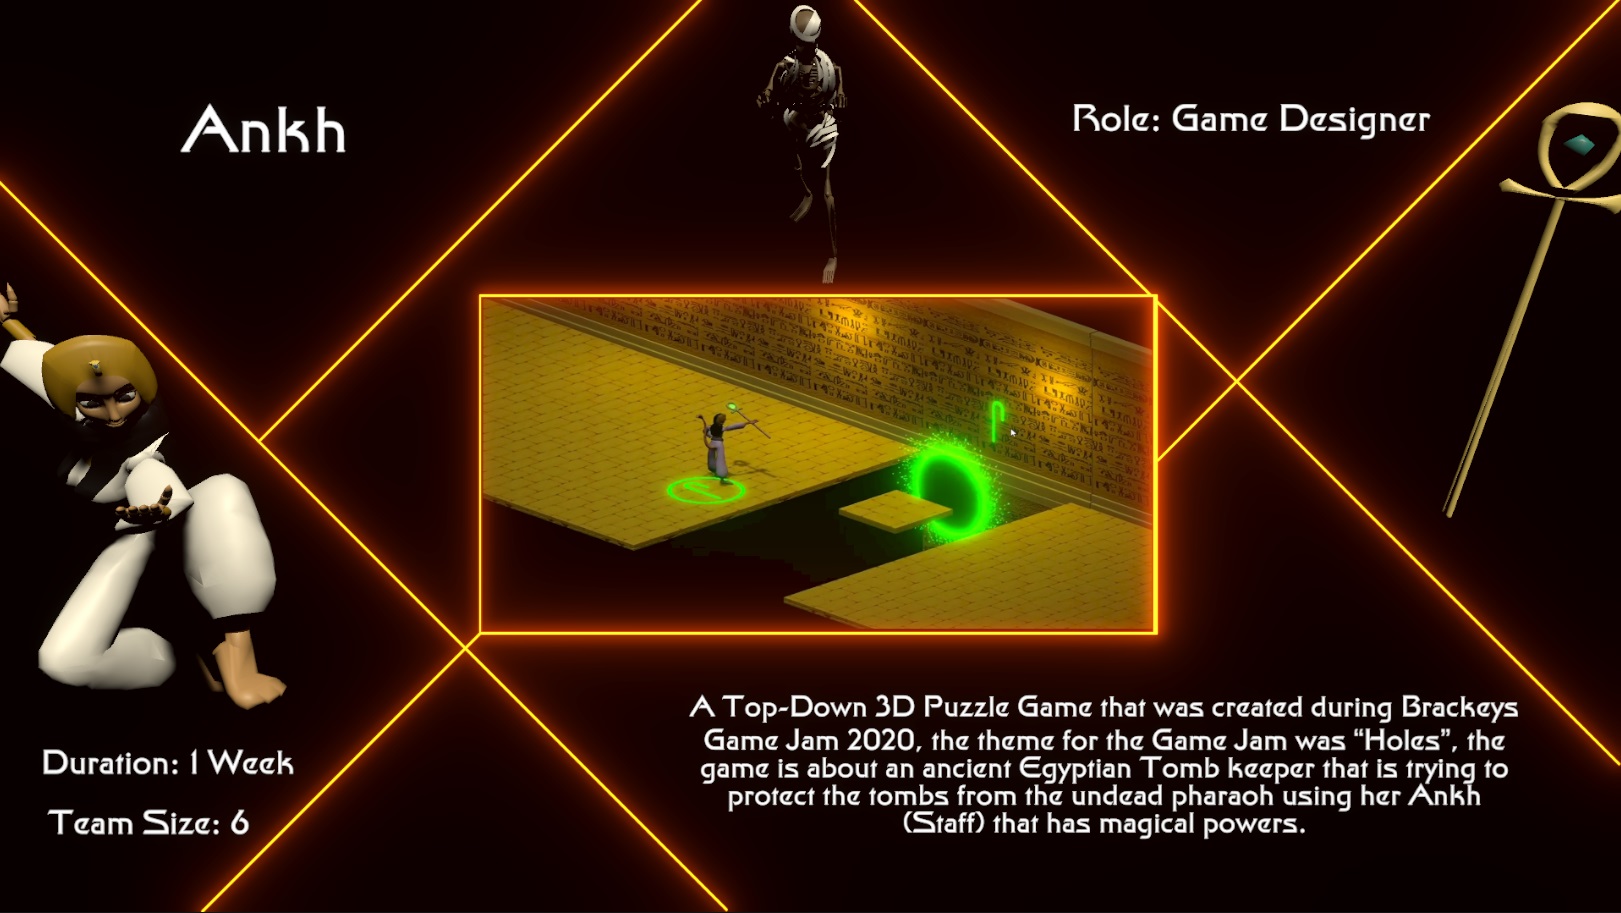 Ankh
Role: Game Designer
Duration: 1 Week
Team Size: 6
A Top-Down 3D Puzzle Game that was created during Brackeys
Game Jam 2020, the theme for the Game Jam was “Holes”, the
game is about an ancient Egyptian Tomb keeper that is trying to
protect the tombs from the undead pharaoh using her Ankh
(Staff) that has magical powers.